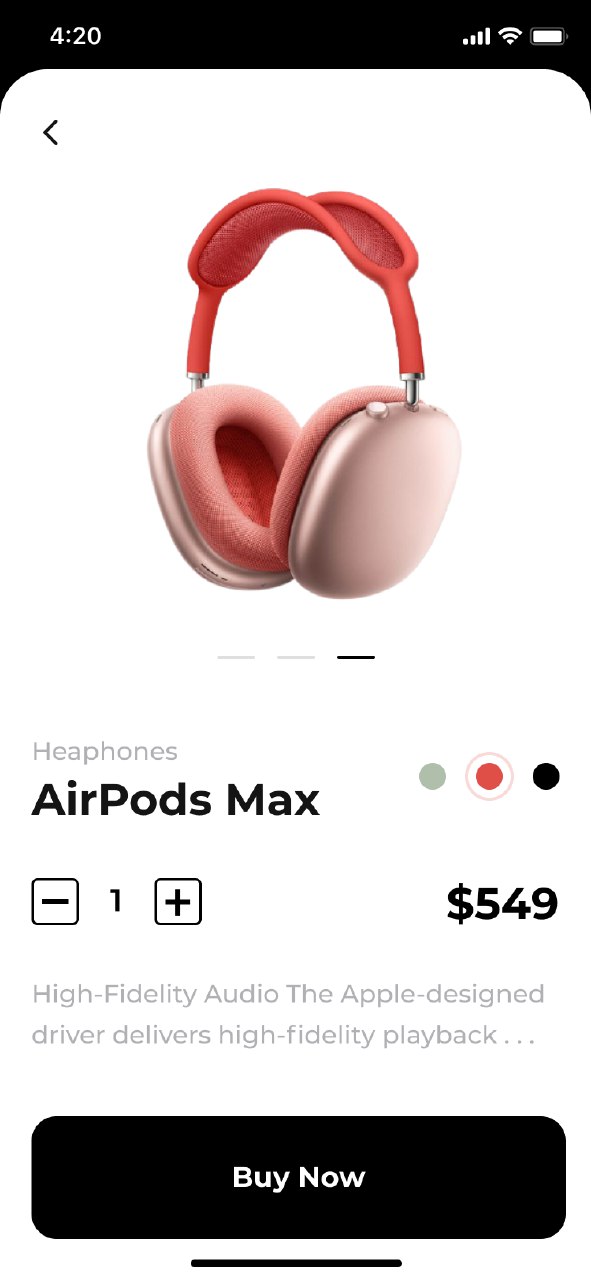 4:20
Heaphones
AirPods Max
1
$549
High-Fidelity Audio The Apple-designed
driver delivers high-fidelity playback . . .
Buy Now